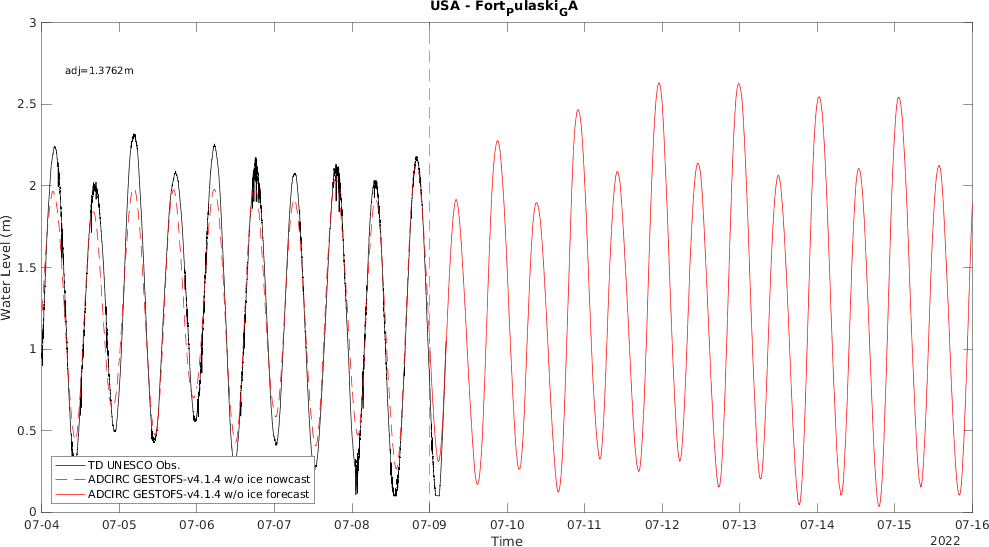 USA - FortPulaskiGA
adj=1.3762m
3
2.5
2
1.5
1
0.5
0
Water Level (m)
TD UNESCO Obs.
ADCIRC GESTOFS-v4.1.4 w/o ice nowcast
ADCIRC GESTOFS-v4.1.4 w/o ice forecast
07-04 07-05 07-06 07-07 07-08 07-09 07-10 07-11 07-12 07-13 07-14 07-15 07-16
Time
2022